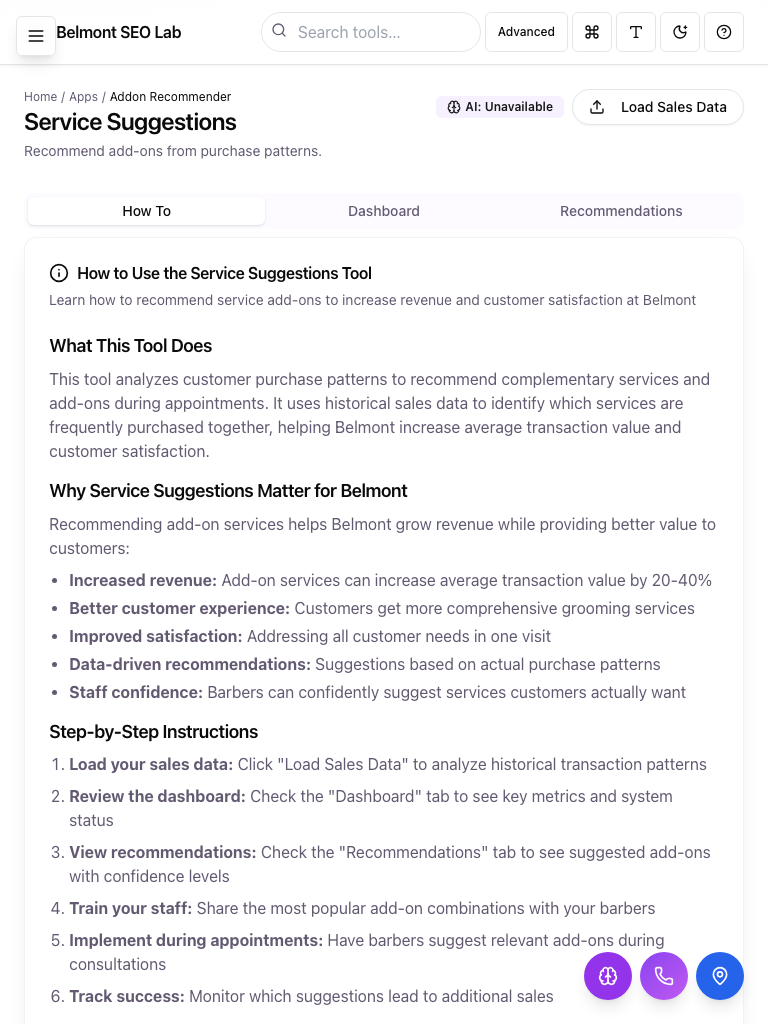 Belmont SEO Lab
Search tools...
Advanced
Home / Apps / Addon Recommender
Service Suggestions
Recommend add-ons from purchase patterns.
AI: Unavailable
Load Sales Data
How To
Dashboard
Recommendations
How to Use the Service Suggestions Tool
Learn how to recommend service add-ons to increase revenue and customer satisfaction at Belmont
What This Tool Does
This tool analyzes customer purchase patterns to recommend complementary services and
add-ons during appointments. It uses historical sales data to identify which services are
frequently purchased together, helping Belmont increase average transaction value and
customer satisfaction.
Why Service Suggestions Matter for Belmont
Recommending add-on services helps Belmont grow revenue while providing better value to
customers:
• Increased revenue: Add-on services can increase average transaction value by 20-40%
• Better customer experience: Customers get more comprehensive grooming services
• Improved satisfaction: Addressing all customer needs in one visit
• Data-driven recommendations: Suggestions based on actual purchase patterns
• Staff confidence: Barbers can confidently suggest services customers actually want
Step-by-Step Instructions
1. Load your sales data: Click "Load Sales Data" to analyze historical transaction patterns
2. Review the dashboard: Check the "Dashboard" tab to see key metrics and system
status
3. View recommendations: Check the "Recommendations" tab to see suggested add-ons
with confidence levels
4. Train your staff: Share the most popular add-on combinations with your barbers
5. Implement during appointments: Have barbers suggest relevant add-ons during
consultations
6. Track success: Monitor which suggestions lead to additional sales